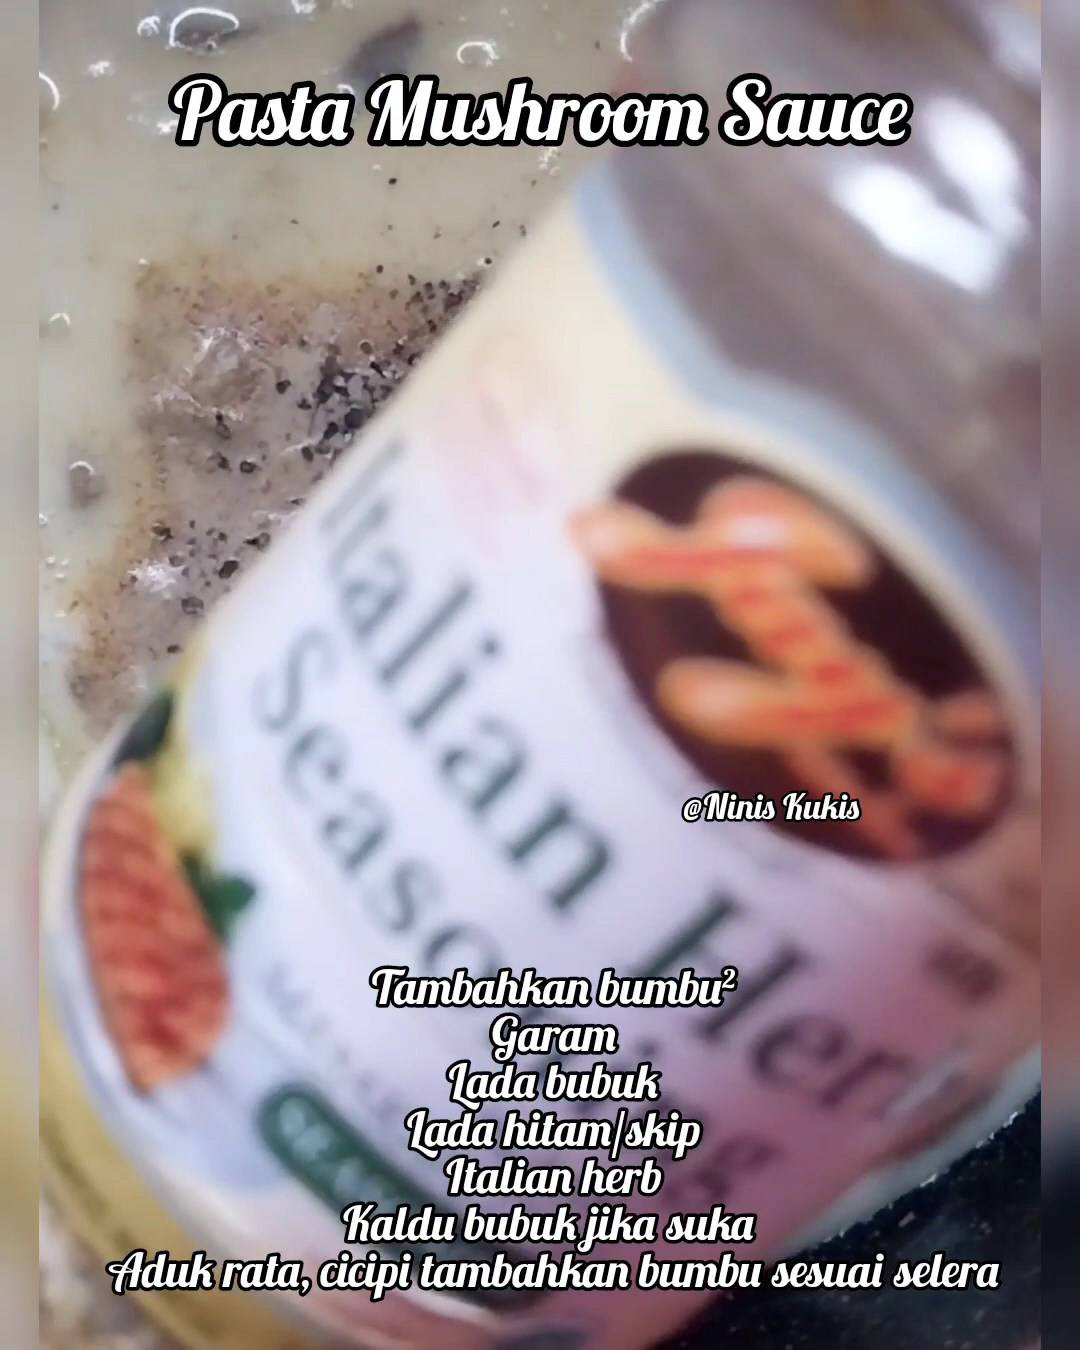 Pasta Mushroom Sauce
Italian Her
Seaso
@Ninis Kukis
Tambahkan bumbu²
Garam
Lada bubuk
Lada hitam/skip
Italian herb
Kaldu bubuk jika suka
Aduk rata, cicipi tambahkan bumbu sesuai selera